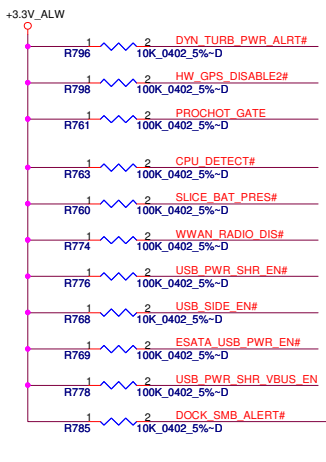 +3.3V_ALW
1 2 DYN_TURB_PWR_ALRT#
R796 10K_0402_5%~D
1 2 HW_GPS_DISABLE2#
R798 100K_0402_5%~D
1 2 PROCHOT_GATE
R761 100K_0402_5%~D
1 2 CPU_DETECT#
R763 100K_0402_5%~D
1 2 SLICE_BAT_PRES#
R760 100K_0402_5%~D
1 2 WWAN_RADIO_DIS#
R774 100K_0402_5%~D
1 2 USB_PWR_SHR_EN#
R776 100K_0402_5%~D
1 2 USB_SIDE_EN#
R768 10K_0402_5%~D
1 2 ESATA_USB_PWR_EN#
R769 100K_0402_5%~D
1 2 USB_PWR_SHR_VBUS_EN
R778 100K_0402_5%~D
1 2 DOCK_SMB_ALERT#
R785 10K_0402_5%~D